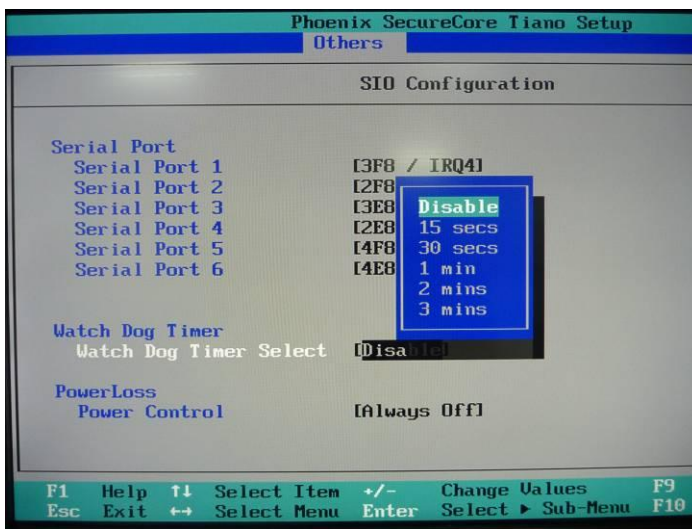 Phoenix SecureCore Tiano Setup
Others
SIO Configuration
Serial Port
Serial Port 1 [3F8 / IRQ4]
Serial Port 2 [2F8
Serial Port 3 [3E8
Serial Port 4 [2E8
Serial Port 5 [4F8
Serial Port 6 [4E8
Disable
15 secs
30 secs
1 min
2 mins
3 mins
Watch Dog Timer
Watch Dog Timer Select [Disable]
PowerLoss
Power Control [Always Off]
F1 Help ↑↓ Select Item +/- Change Values F9
Esc Exit ↔ Select Menu Enter Select ▶ Sub-Menu F10